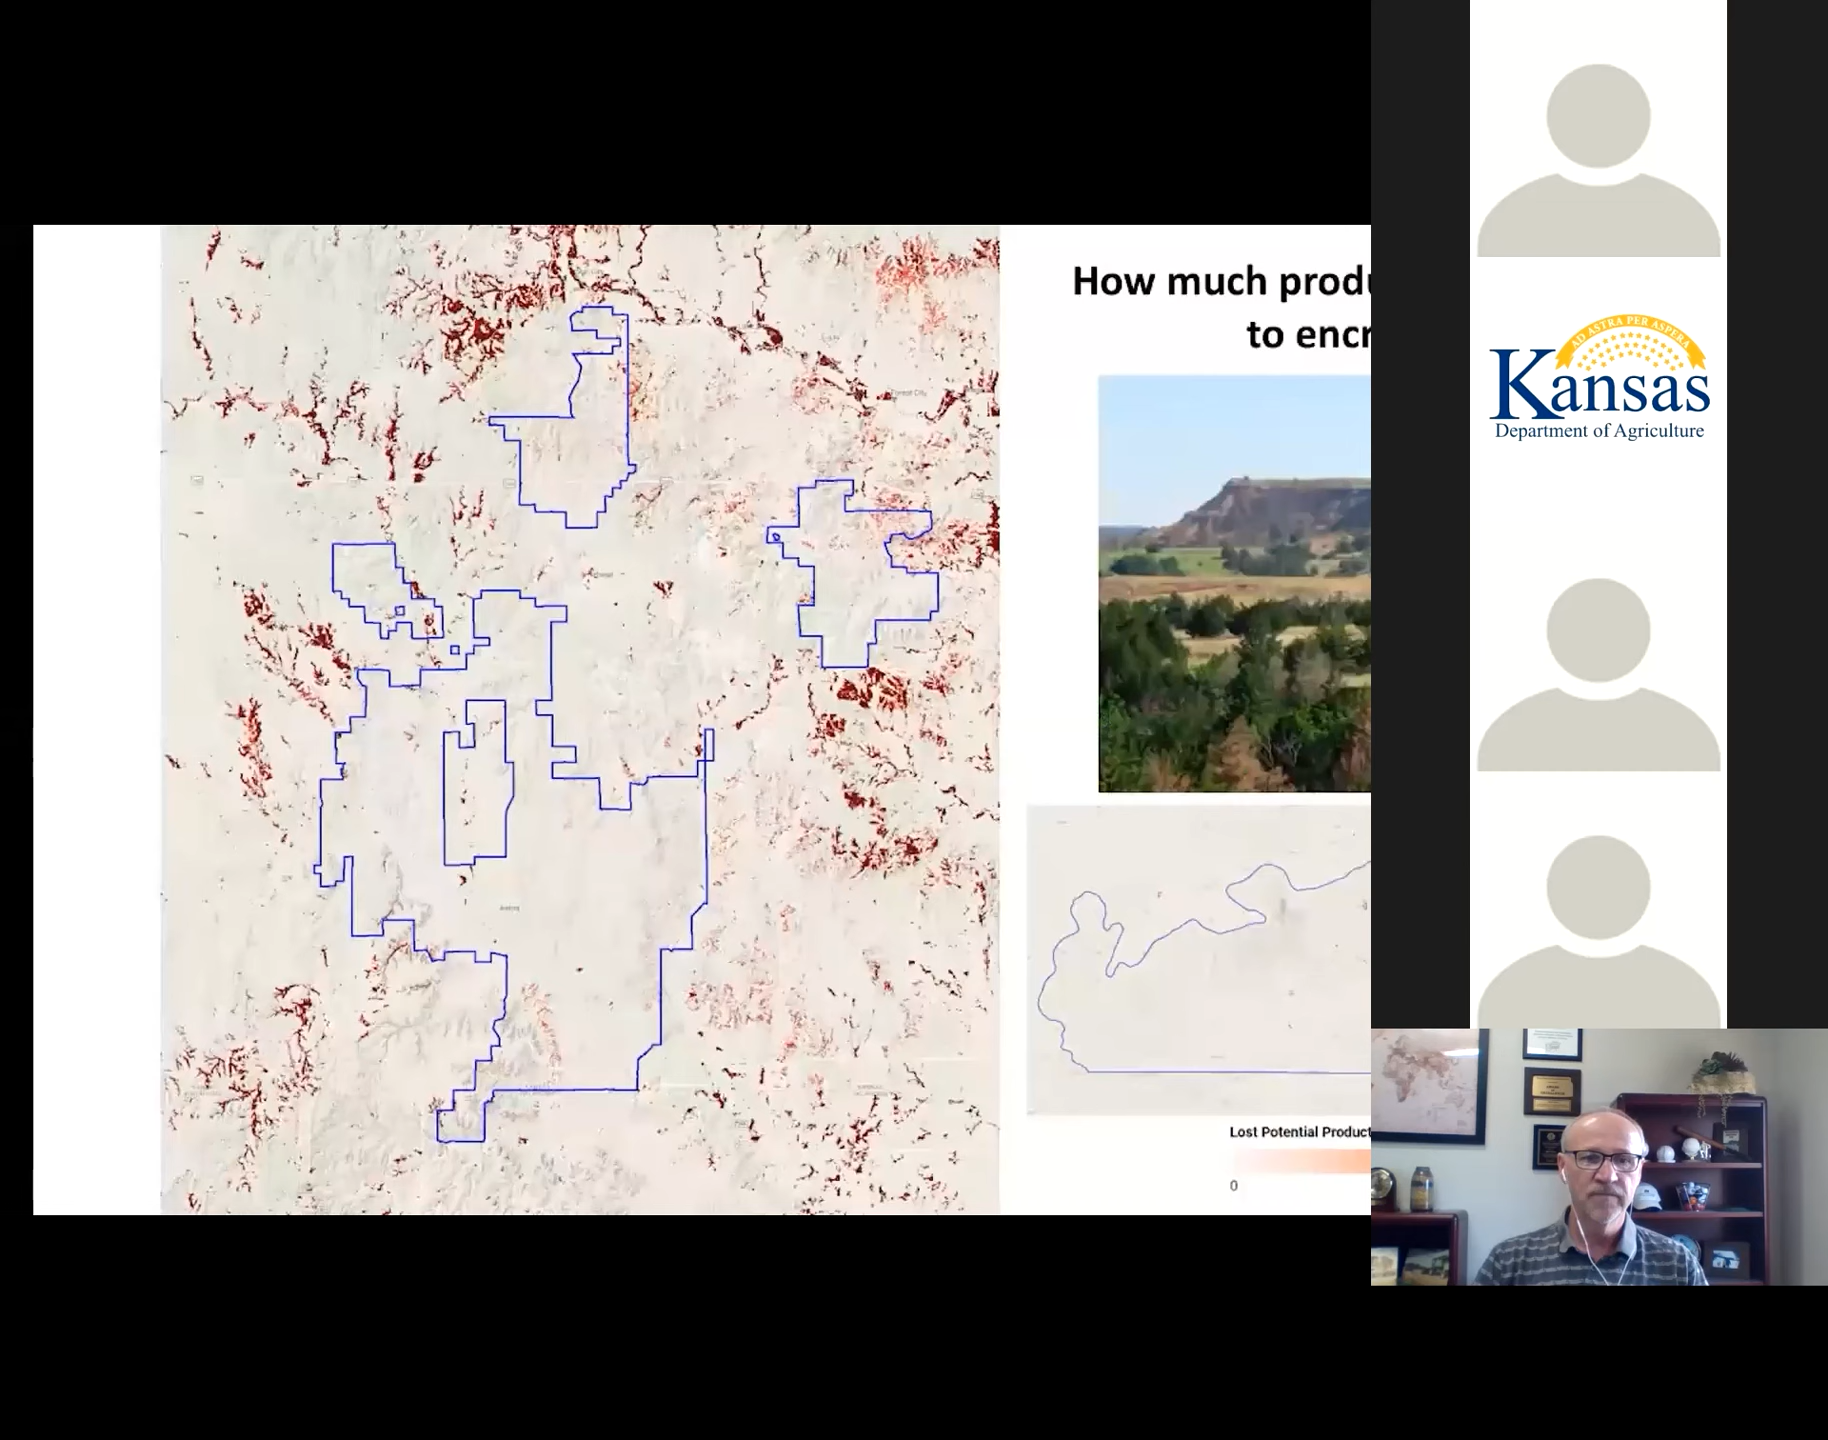 How much produ
to encr
Lost Potential Product
0
AD ASTRA PER ASPERA
Kansas
Department of Agriculture